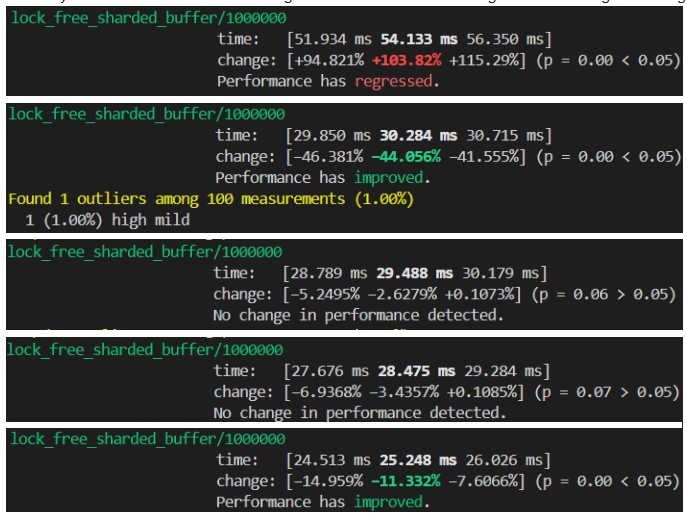 lock_free_sharded_buffer/1000000
time: [51.934 ms 54.133 ms 56.350 ms]
change: [+94.821% +103.82% +115.29%] (p = 0.00 < 0.05)
Performance has regressed.
lock_free_sharded_buffer/1000000
time: [29.850 ms 30.284 ms 30.715 ms]
change: [-46.381% -44.056% -41.555%] (p = 0.00 < 0.05)
Performance has improved.
Found 1 outliers among 100 measurements (1.00%)
1 (1.00%) high mild
lock_free_sharded_buffer/1000000
time: [28.789 ms 29.488 ms 30.179 ms]
change: [-5.2495% -2.6279% +0.1073%] (p = 0.06 > 0.05)
No change in performance detected.
lock_free_sharded_buffer/1000000
time: [27.676 ms 28.475 ms 29.284 ms]
change: [-6.9368% -3.4357% +0.1085%] (p = 0.07 > 0.05)
No change in performance detected.
lock_free_sharded_buffer/1000000
time: [24.513 ms 25.248 ms 26.026 ms]
change: [-14.959% -11.332% -7.6066%] (p = 0.00 < 0.05)
Performance has improved.